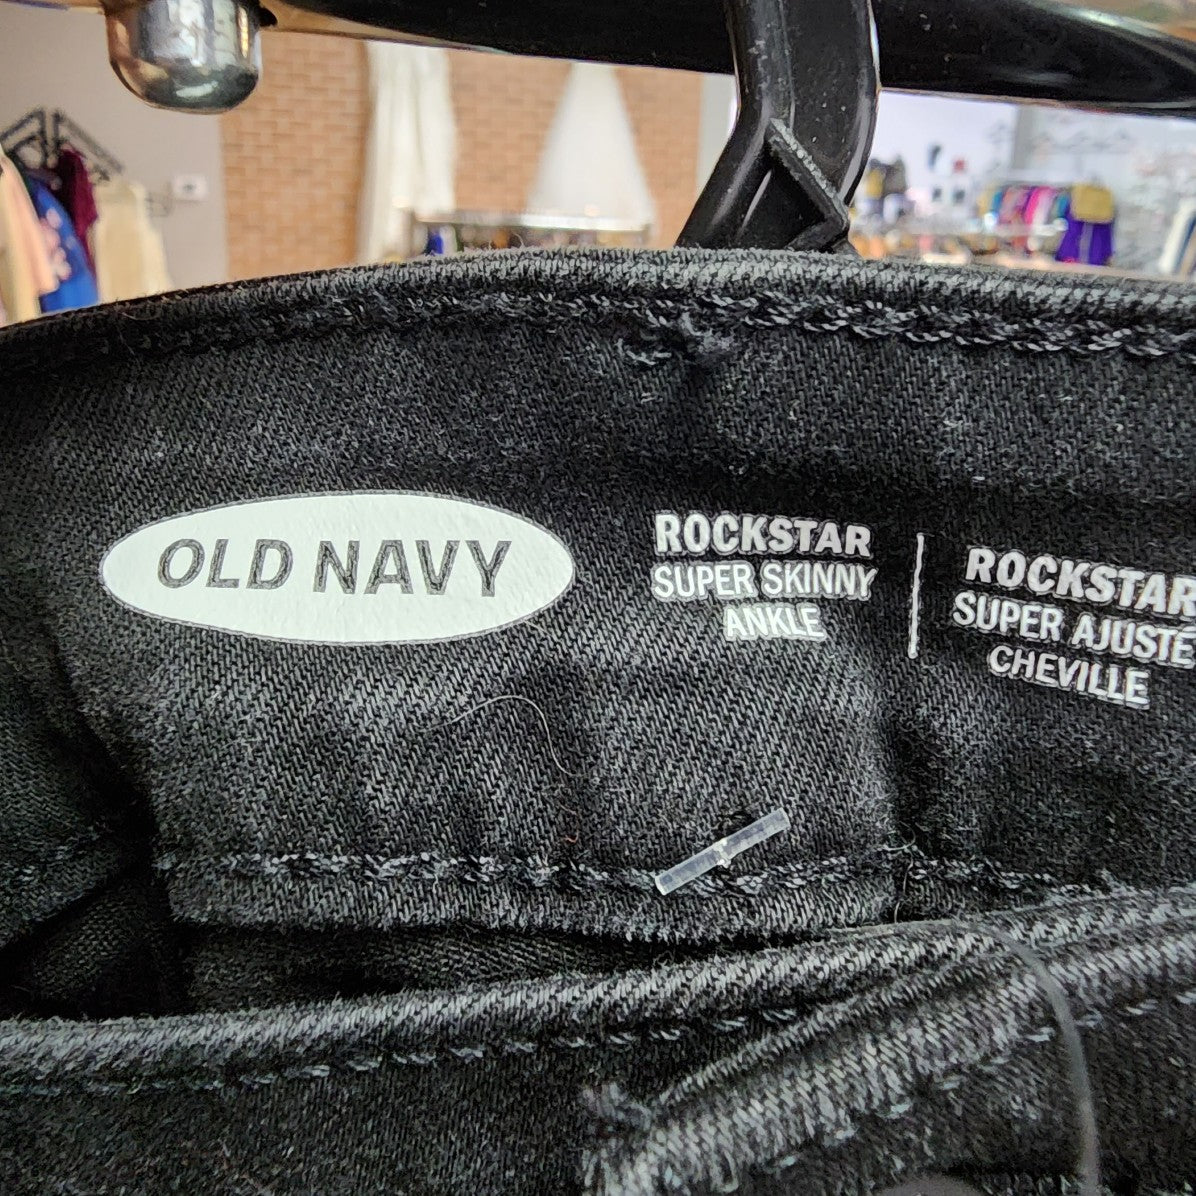 OLD NAVY
ROCKSTAR
SUPER SKINNY
ANKLE
ROCKSTAR
SUPER AJUSTÉ
CHEVILLE